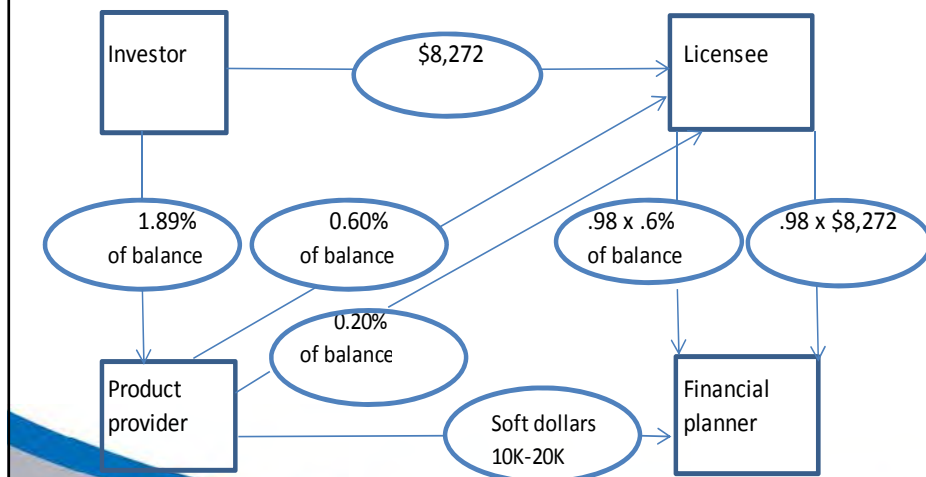 Investor
$8,272
Licensee
1.89%
of balance
0.60%
of balance
.98 x .6%
of balance
.98 x $8,272
0.20%
of balance
Product
provider
Soft dollars
10K-20K
Financial
planner